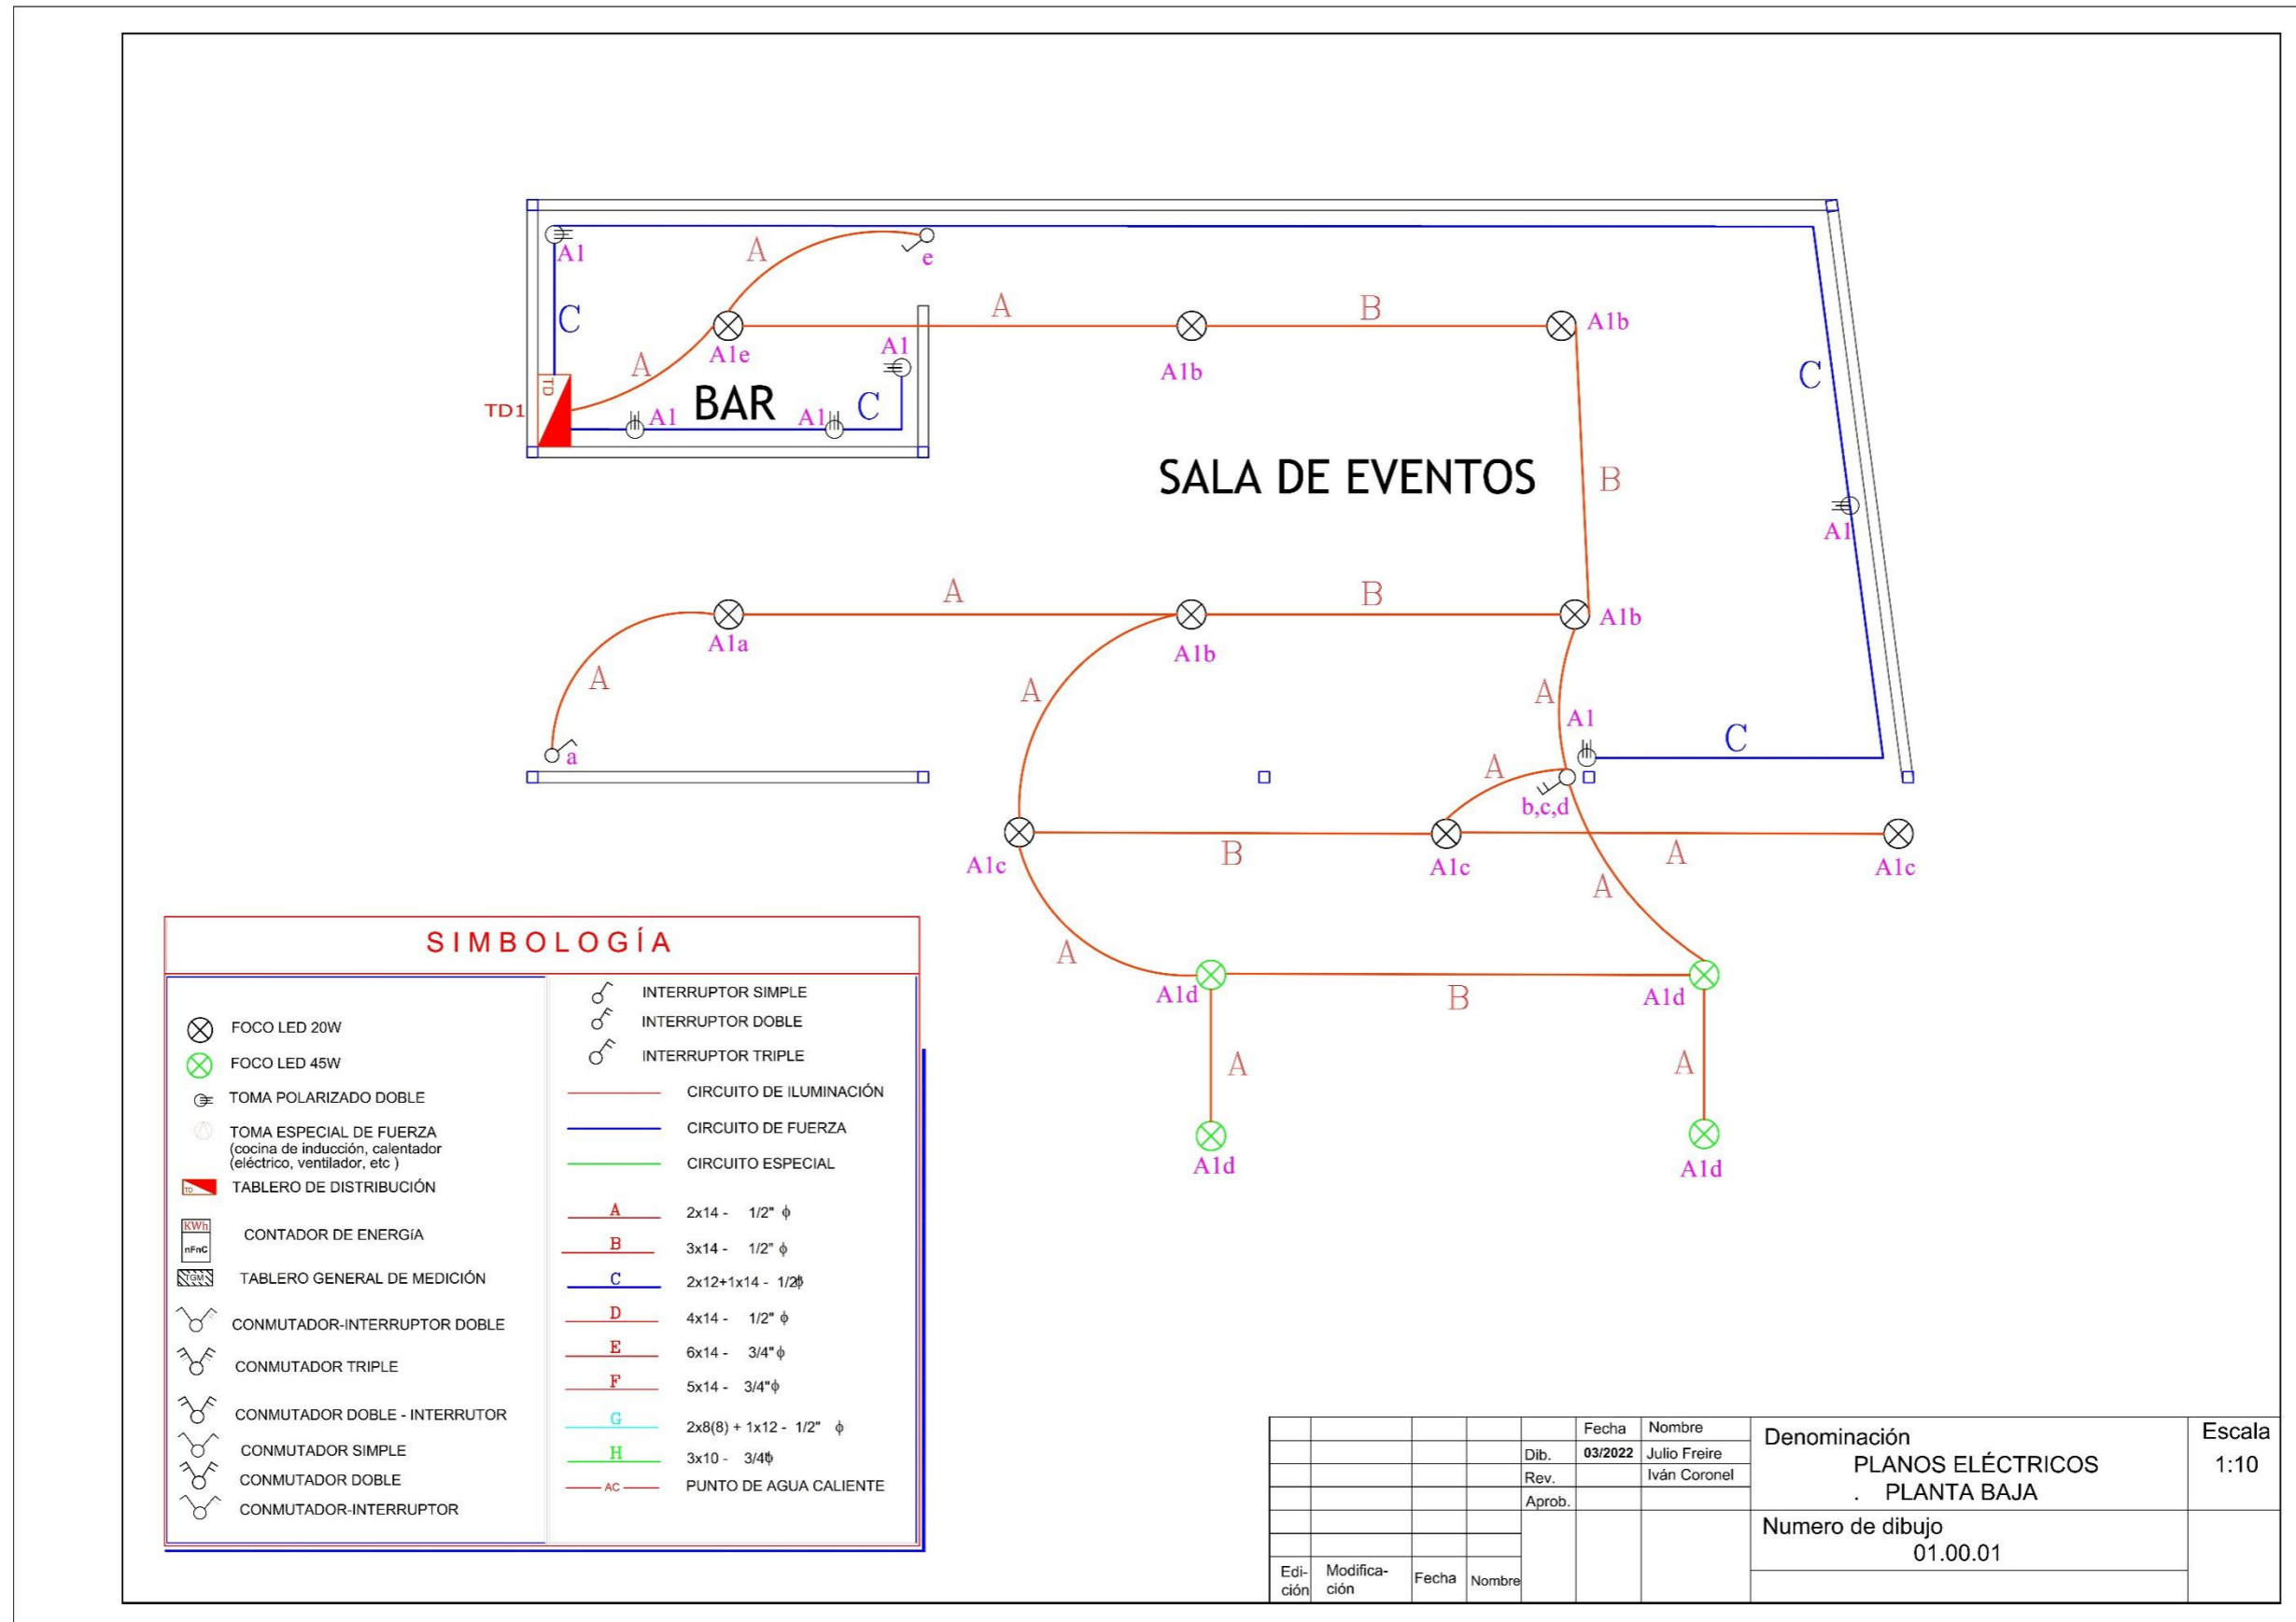 A
A1
e
A
B
C
A1b
A1e
A1
A1b
C
A
TD
TD1
A1
BAR
A1
C
SALA DE EVENTOS
B
A1
A
B
A1a
A1b
A1b
A
A
A
A1
C
a
A
b,c,d
A1c
B
A1c
A
A1c
A
A
A1d
B
A1d
A
A
A1d
A1d
SIMBOLOGÍA
FOCO LED 20W
FOCO LED 45W
TOMA POLARIZADO DOBLE
TOMA ESPECIAL DE FUERZA
(cocina de inducción, calentador
(eléctrico, ventilador, etc )
TD
TABLERO DE DISTRIBUCIÓN
KWh
nFnC
CONTADOR DE ENERGíA
TGM
TABLERO GENERAL DE MEDICIÓN
CONMUTADOR-INTERRUPTOR DOBLE
CONMUTADOR TRIPLE
CONMUTADOR DOBLE - INTERRUTOR
CONMUTADOR SIMPLE
CONMUTADOR DOBLE
CONMUTADOR-INTERRUPTOR
INTERRUPTOR SIMPLE
INTERRUPTOR DOBLE
INTERRUPTOR TRIPLE
CIRCUITO DE ILUMINACIÓN
CIRCUITO DE FUERZA
CIRCUITO ESPECIAL
A 2x14 - 1/2" ϕ
B 3x14 - 1/2" ϕ
C 2x12+1x14 - 1/2ϕ
D 4x14 - 1/2" ϕ
E 6x14 - 3/4" ϕ
F 5x14 - 3/4"ϕ
G 2x8(8) + 1x12 - 1/2" ϕ
H 3x10 - 3/4ϕ
AC PUNTO DE AGUA CALIENTE
Fecha Nombre
Dib. 03/2022 Julio Freire
Rev. Iván Coronel
Aprob.
Edi-
ción
Modifica-
ción
Fecha
Nombre
Denominación
PLANOS ELÉCTRICOS
. PLANTA BAJA
Numero de dibujo
01.00.01
Escala
1:10